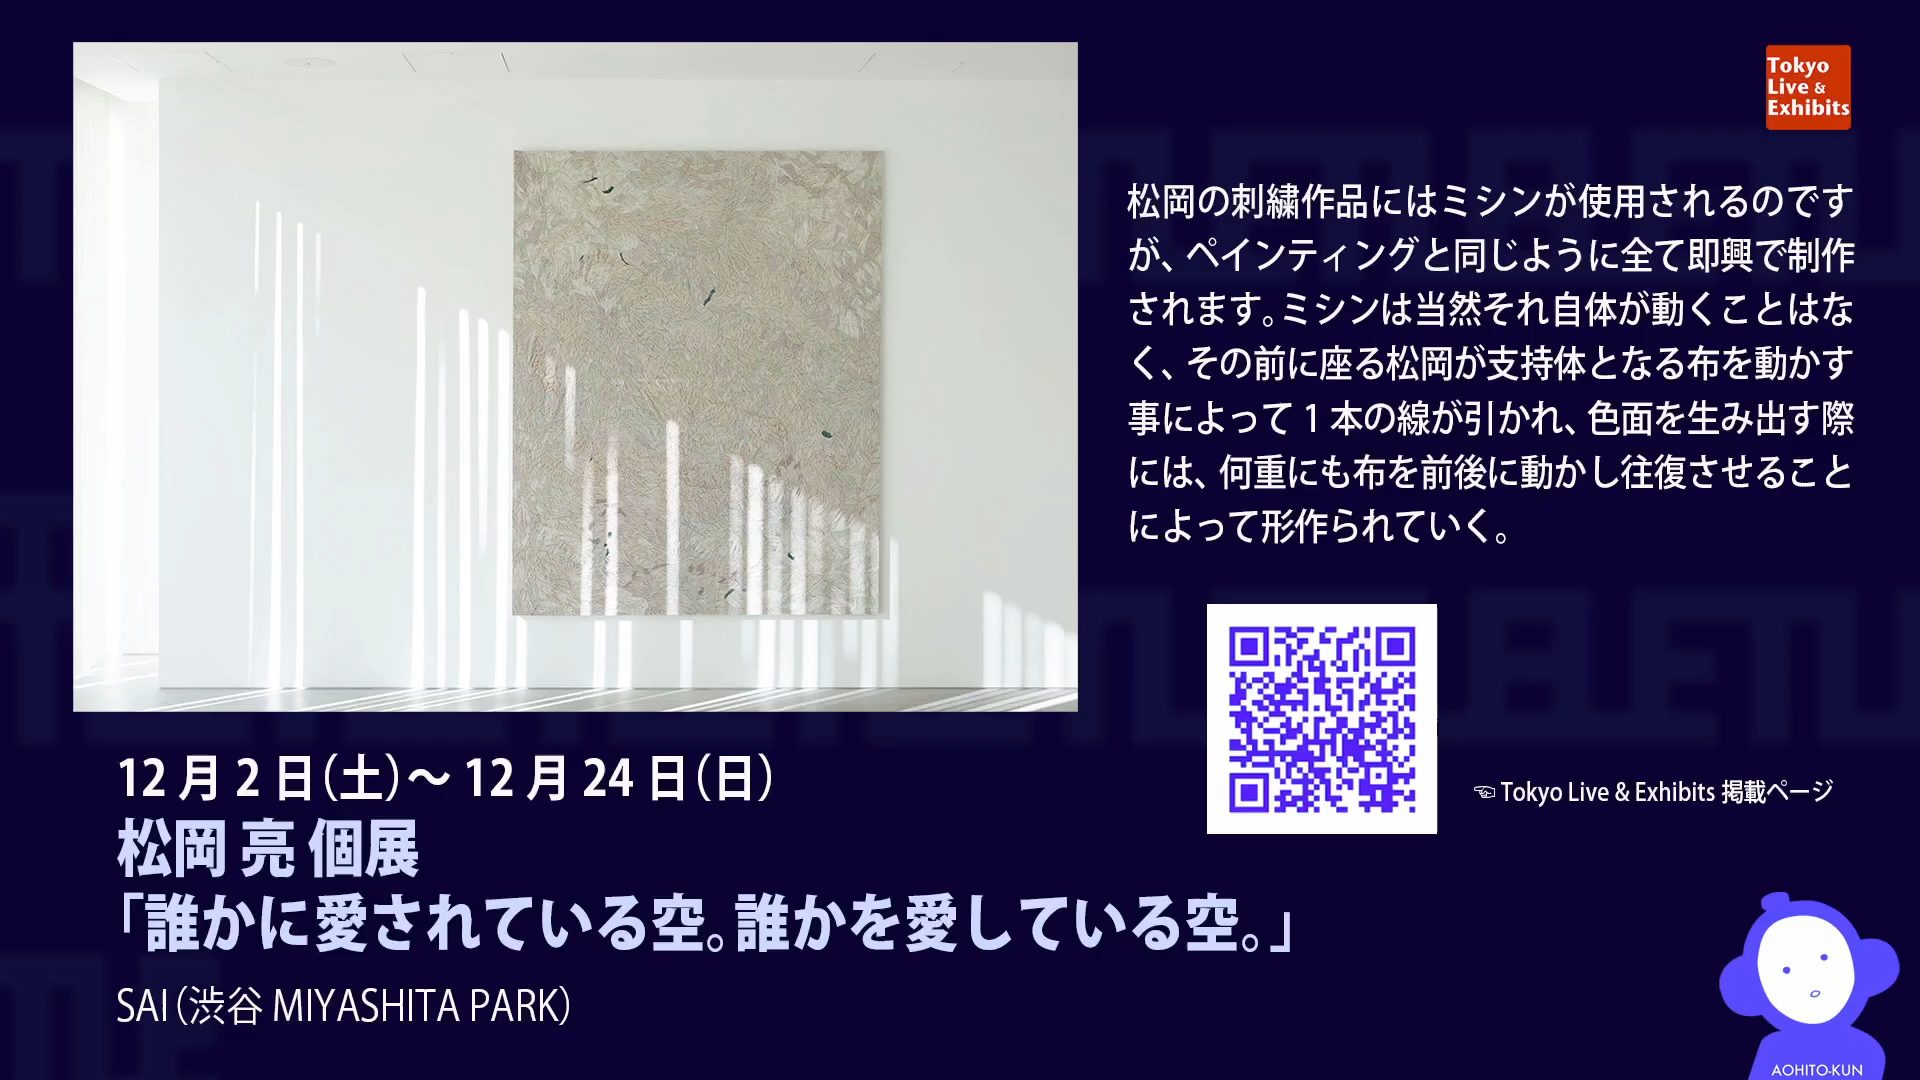 Tokyo
Live &
Exhibits
松岡の刺繍作品にはミシンが使用されるのです
が、ペインティングと同じように全て即興で制作
されます。ミシンは当然それ自体が動くことはな
く、その前に座る松岡が支持体となる布を動かす
事によって 1 本の線が引かれ、色面を生み出す際
には、何重にも布を前後に動かし往復させること
によって形作られていく。
☜ Tokyo Live & Exhibits 掲載ページ
12 月 2 日（土）～ 12 月 24 日（日）
松岡 亮 個展
「誰かに愛されている空。誰かを愛している空。」
SAI（渋谷 MIYASHITA PARK）
AOHITO-KUN